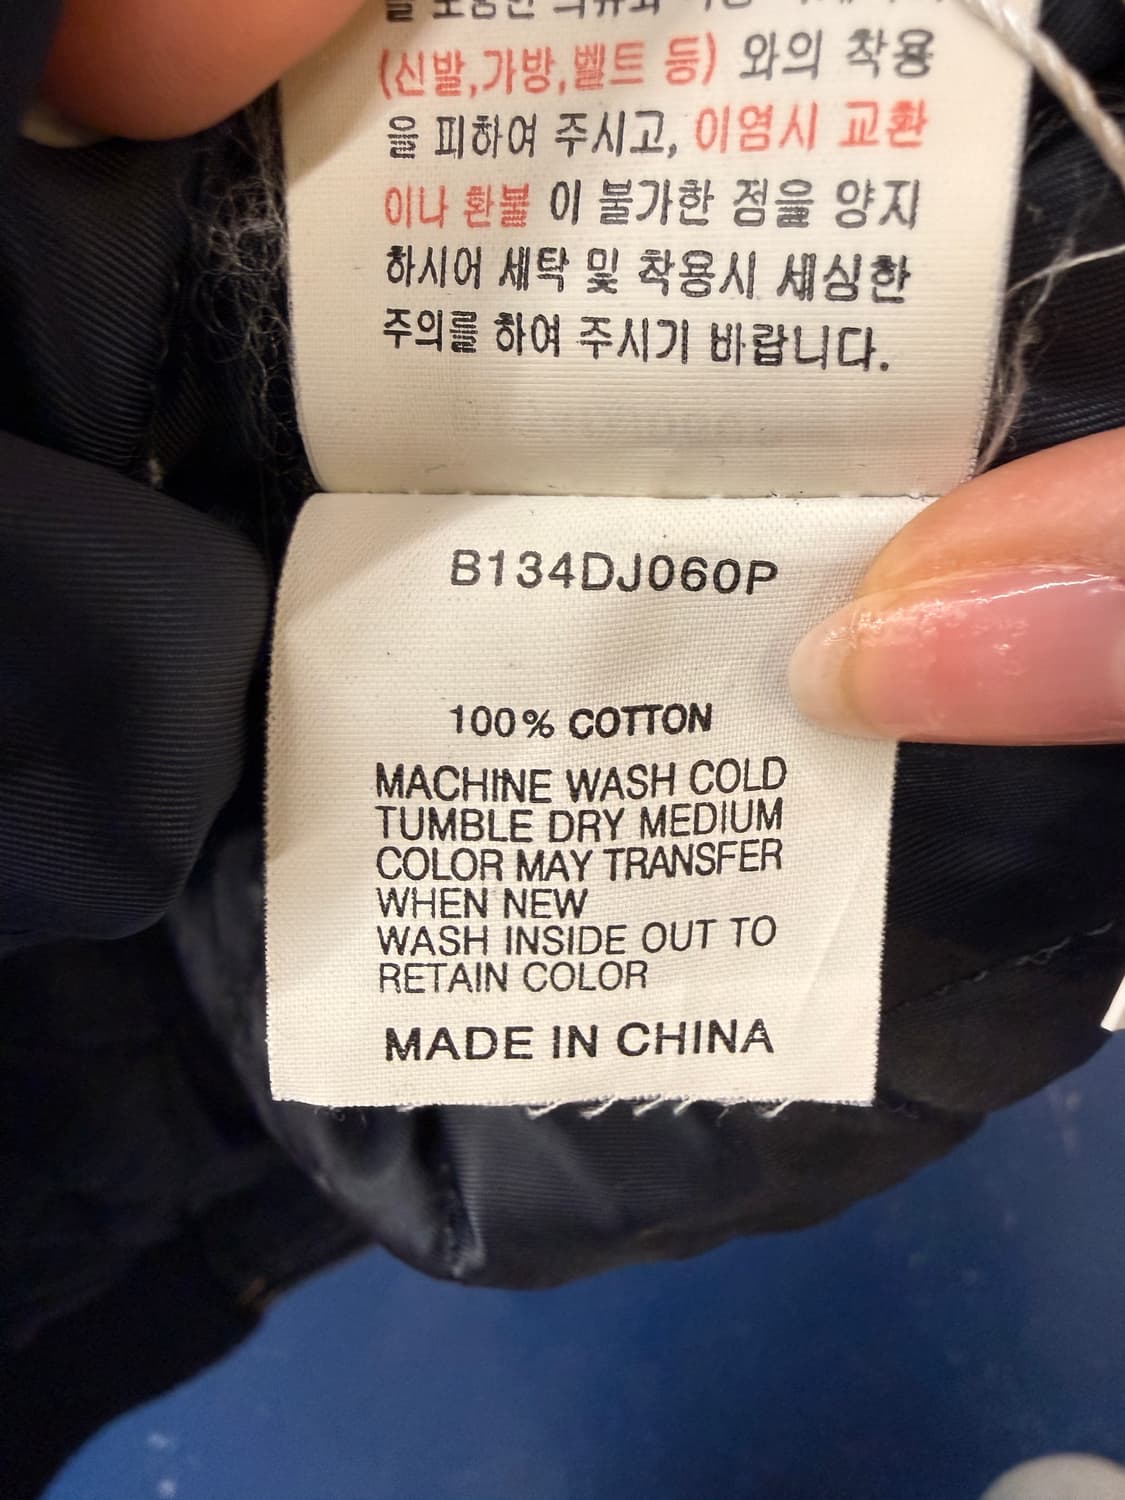 (신발,가방,벨트 등) 와의 착용
을 피하여 주시고, 이염시 교환
이나 환불 이 불가한 점을 양지
하시어 세탁 및 착용시 세심한
주의를 하여 주시기 바랍니다.
B134DJ060P
100% COTTON
MACHINE WASH COLD
TUMBLE DRY MEDIUM
COLOR MAY TRANSFER
WHEN NEW
WASH INSIDE OUT TO
RETAIN COLOR
MADE IN CHINA